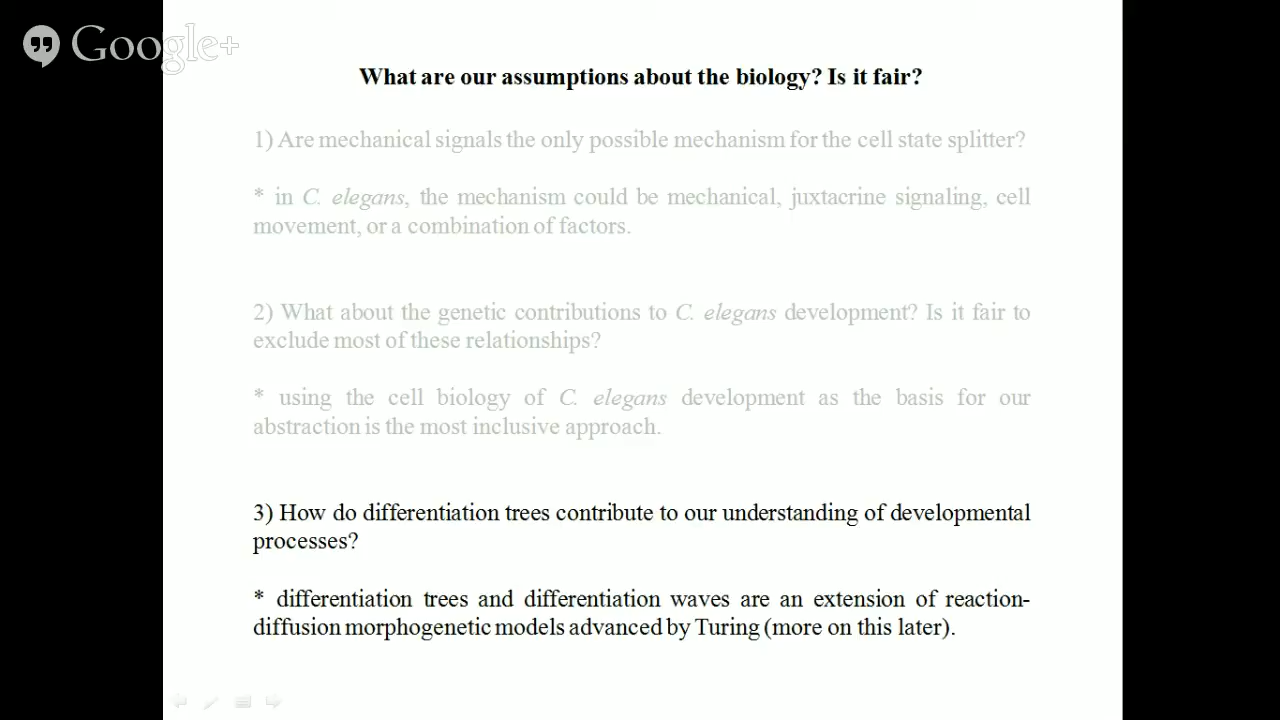 Google+
What are our assumptions about the biology? Is it fair?
1) Are mechanical signals the only possible mechanism for the cell state splitter?
* in C. elegans, the mechanism could be mechanical, juxtacrine signaling, cell
movement, or a combination of factors.
2) What about the genetic contributions to C. elegans development? Is it fair to
exclude most of these relationships?
* using the cell biology of C. elegans development as the basis for our
abstraction is the most inclusive approach.
3) How do differentiation trees contribute to our understanding of developmental
processes?
* differentiation trees and differentiation waves are an extension of reaction-
diffusion morphogenetic models advanced by Turing (more on this later).